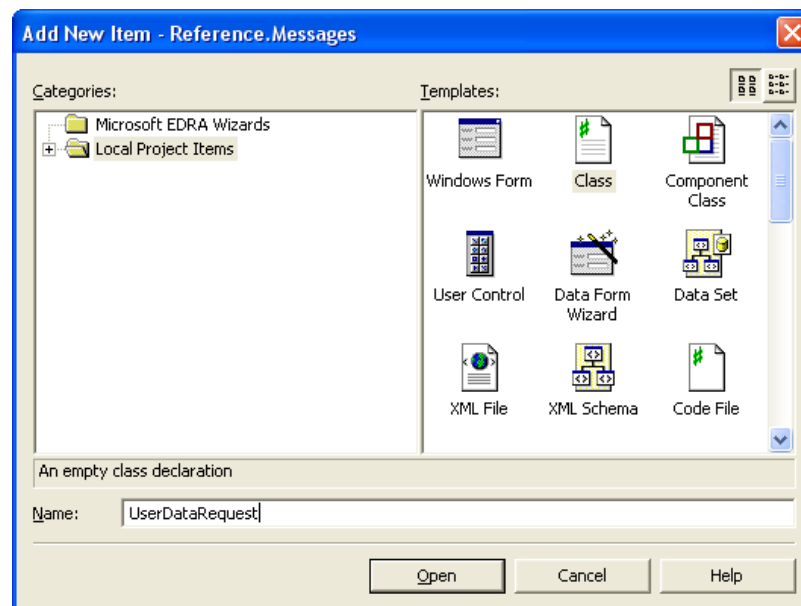 Add New Item - Reference.Messages
Categories:
Templates:
Microsoft EDRA Wizards
Local Project Items
Windows Form
Class
Component
Class
User Control
Data Form
Wizard
Data Set
XML File
XML Schema
Code File
An empty class declaration
Name:
UserDataRequest
Open
Cancel
Help